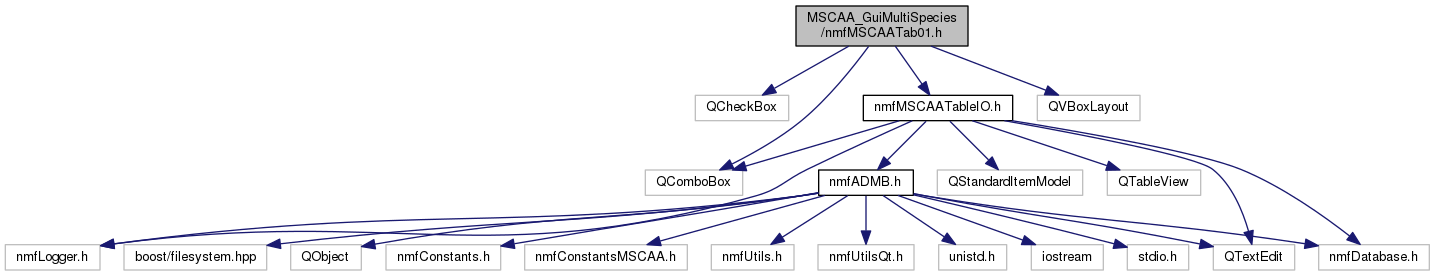 MSCAA_GuiMultiSpecies
/nmfMSCAATab01.h
QCheckBox
nmfMSCAATableIO.h
QVBoxLayout
QComboBox
nmfADMB.h
QStandardItemModel
QTableView
nmfLogger.h
boost/filesystem.hpp
QObject
nmfConstants.h
nmfConstantsMSCAA.h
nmfUtils.h
nmfUtilsQt.h
unistd.h
iostream
stdio.h
QTextEdit
nmfDatabase.h